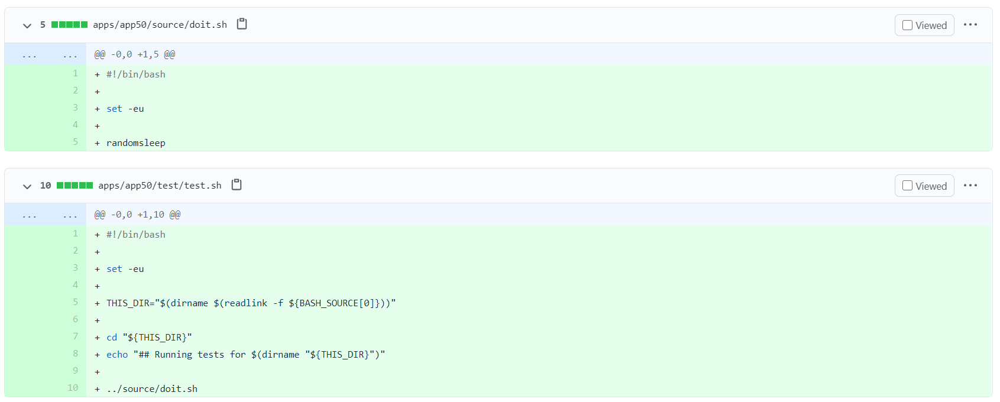 5 apps/app50/source/doit.sh Viewed ...
... ... @@ -0,0 +1,5 @@
1 + #!/bin/bash
2 +
3 + set -eu
4 +
5 + randomsleep
10 apps/app50/test/test.sh Viewed ...
... ... @@ -0,0 +1,10 @@
1 + #!/bin/bash
2 +
3 + set -eu
4 +
5 + THIS_DIR="$(dirname $(readlink -f ${BASH_SOURCE[0]}))"
6 +
7 + cd "${THIS_DIR}"
8 + echo "## Running tests for $(dirname "${THIS_DIR}")"
9 +
10 + ../source/doit.sh